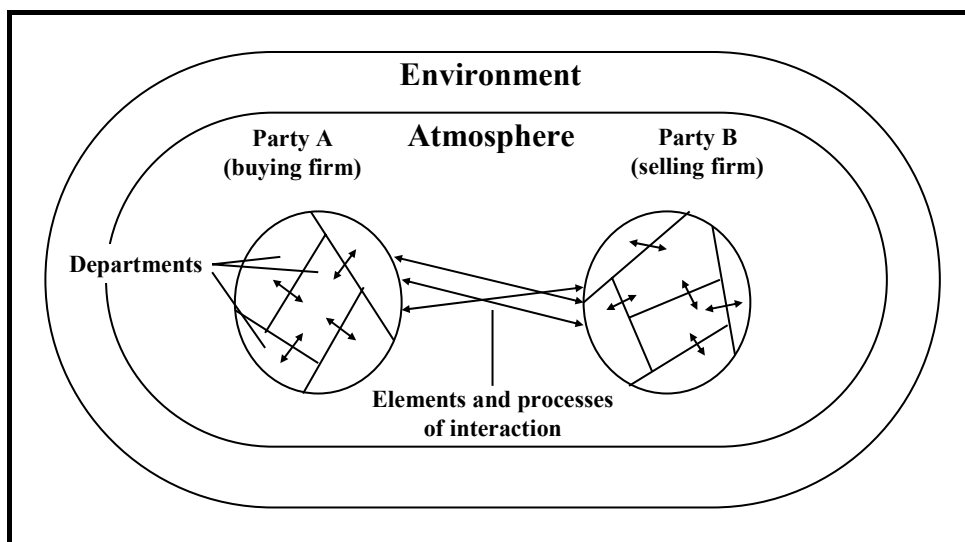 Environment
Atmosphere
Party A
(buying firm)
Party B
(selling firm)
Departments
Elements and processes
of interaction